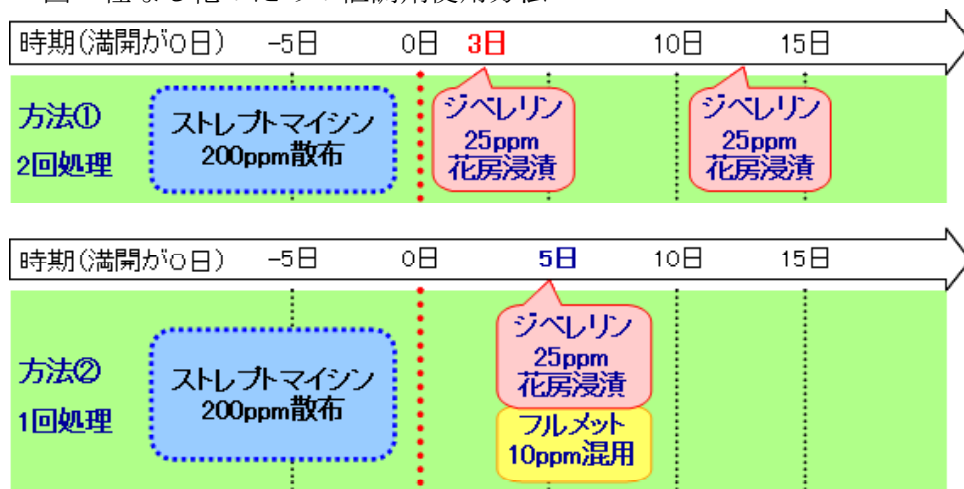 時期(満開が0日) -5日 0日 3日 10日 15日
方法①
2回処理
ストレプトマイシン
200ppm散布
ジベレリン
25ppm
花房浸漬
ジベレリン
25ppm
花房浸漬
時期(満開が0日) -5日 0日 5日 10日 15日
方法②
1回処理
ストレプトマイシン
200ppm散布
ジベレリン
25ppm
花房浸漬
フルメット
10ppm混用